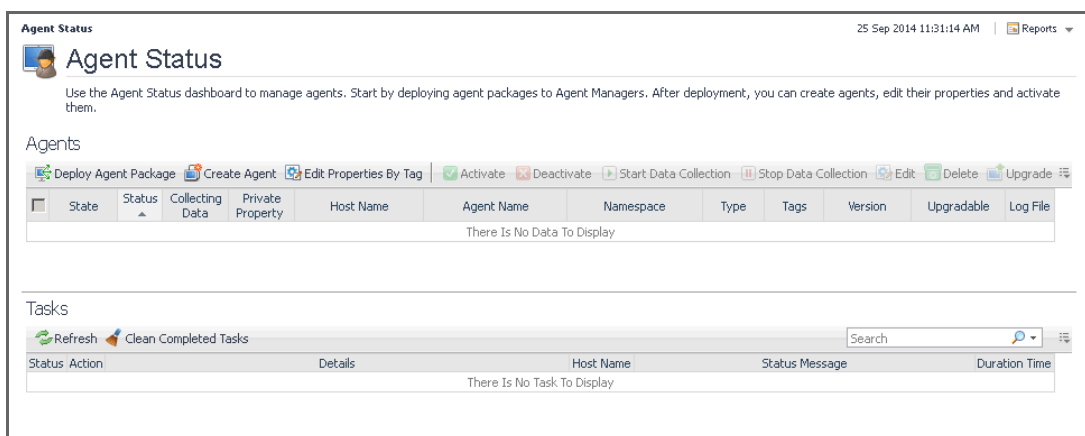 Agent Status
25 Sep 2014 11:31:14 AM | Reports
Agent Status
Use the Agent Status dashboard to manage agents. Start by deploying agent packages to Agent Managers. After deployment, you can create agents, edit their properties and activate
them.
Agents
Deploy Agent Package Create Agent Edit Properties By Tag Activate Deactivate Start Data Collection Stop Data Collection Edit Delete Upgrade
State Status Collecting Data Private Property Host Name Agent Name Namespace Type Tags Version Upgradable Log File
There Is No Data To Display
Tasks
Refresh Clean Completed Tasks Search
Status Action Details Host Name Status Message Duration Time
There Is No Task To Display